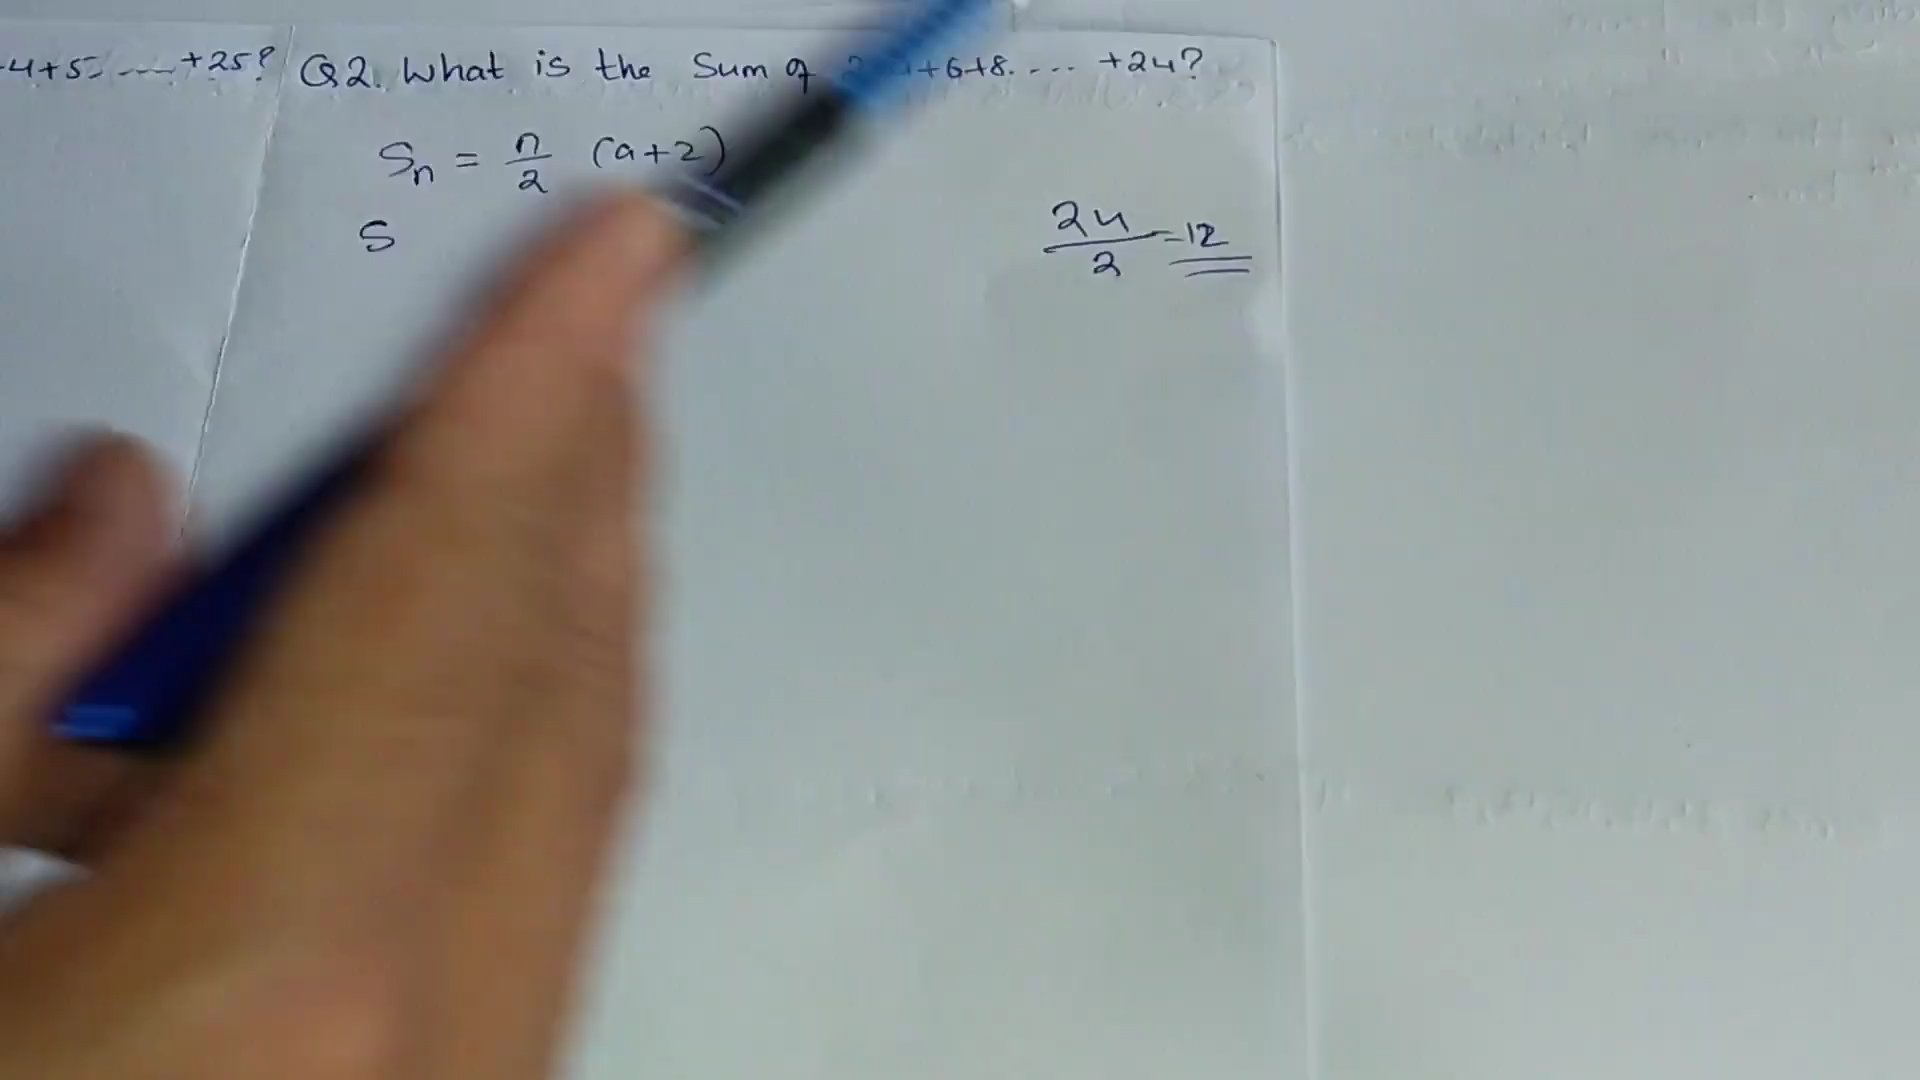 4+5 ..... +25? Q2. What is the Sum of +6+8. ... +24?
Sn = n/2 (a+2)
S
24/2 = 12